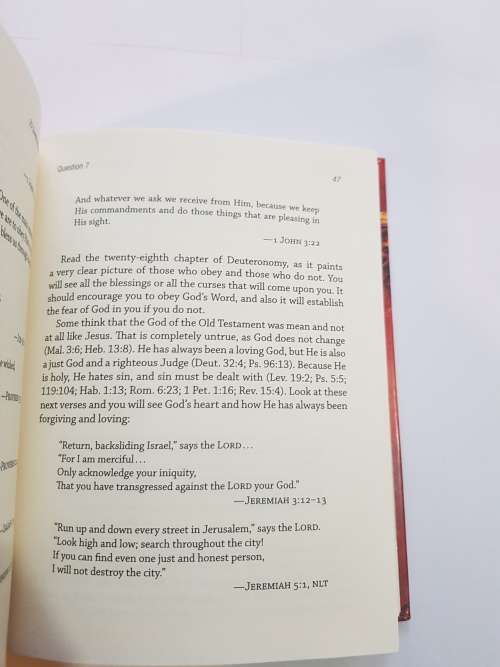 Question 7
47
And whatever we ask we receive from Him, because we keep
His commandments and do those things that are pleasing in
His sight.
—1 JOHN 3:22
Read the twenty-eighth chapter of Deuteronomy, as it paints
a very clear picture of those who obey and those who do not. You
will see all the blessings or all the curses that will come upon you. It
should encourage you to obey God's Word, and also it will establish
the fear of God in you if you do not.
Some think that the God of the Old Testament was mean and not
at all like Jesus. That is completely untrue, as God does not change
(Mal. 3:6; Heb. 13:8). He has always been a loving God, but He is also
a just God and a righteous Judge (Deut. 32:4; Ps. 96:13). Because He
is holy, He hates sin, and sin must be dealt with (Lev. 19:2; Ps. 5:5;
119:104; Hab. 1:13; Rom. 6:23; 1 Pet. 1:16; Rev. 15:4). Look at these
next verses and you will see God's heart and how He has always been
forgiving and loving:
"Return, backsliding Israel," says the LORD…
"For I am merciful…
Only acknowledge your iniquity,
That you have transgressed against the LORD your God."
—JEREMIAH 3:12–13
"Run up and down every street in Jerusalem," says the LORD.
"Look high and low; search throughout the city!
If you can find even one just and honest person,
I will not destroy the city."
—JEREMIAH 5:1, NLT